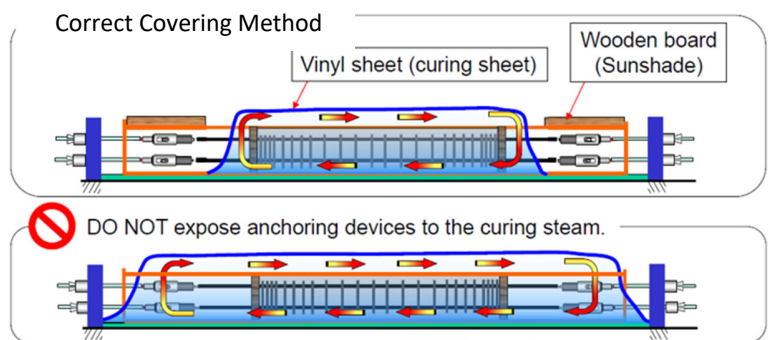 Correct Covering Method
Wooden board
(Sunshade)
Vinyl sheet (curing sheet)
DO NOT expose anchoring devices to the curing steam.